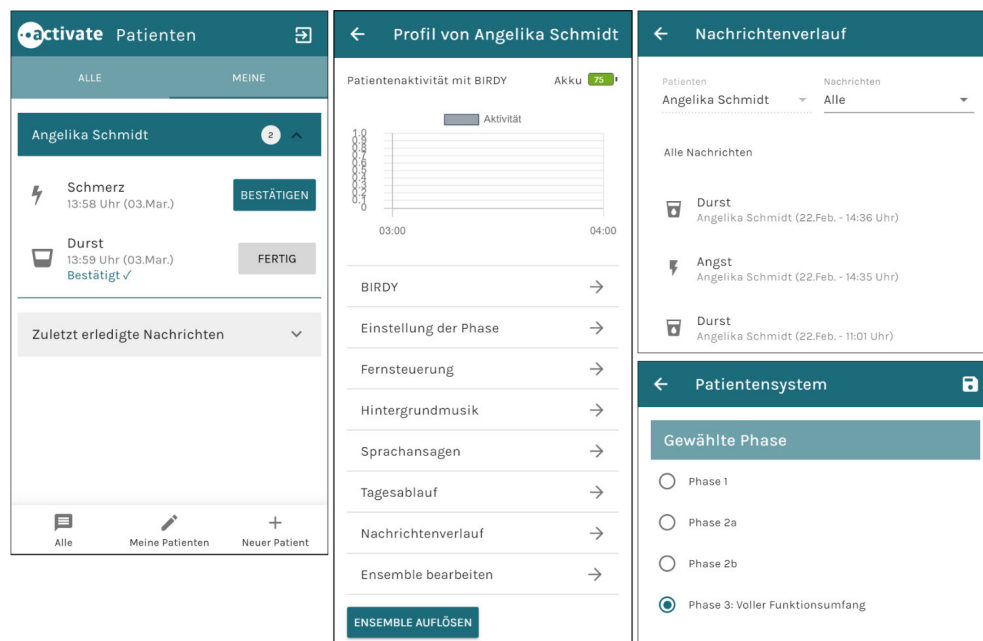 activate Patienten
ALLE MEINE
Angelika Schmidt 2
Schmerz
13:58 Uhr (03.Mar.)
BESTÄTIGEN
Durst
13:59 Uhr (03.Mar.)
Bestätigt ✓
FERTIG
Zuletzt erledigte Nachrichten
Alle Meine Patienten Neuer Patient
Profil von Angelika Schmidt
Patientenaktivität mit BIRDY Akku 75
Aktivität
1.0
0.9
0.8
0.7
0.6
0.5
0.4
0.3
0.2
0.1
0
03:00 04:00
BIRDY
Einstellung der Phase
Fernsteuerung
Hintergrundmusik
Sprachansagen
Tagesablauf
Nachrichtenverlauf
Ensemble bearbeiten
ENSEMBLE AUFLÖSEN
Nachrichtenverlauf
Patienten Nachrichten
Angelika Schmidt Alle
Alle Nachrichten
Durst
Angelika Schmidt (22.Feb. - 14:36 Uhr)
Angst
Angelika Schmidt (22.Feb. - 14:35 Uhr)
Durst
Angelika Schmidt (22.Feb. - 11:01 Uhr)
Patientensystem
Gewählte Phase
Phase 1
Phase 2a
Phase 2b
Phase 3: Voller Funktionsumfang